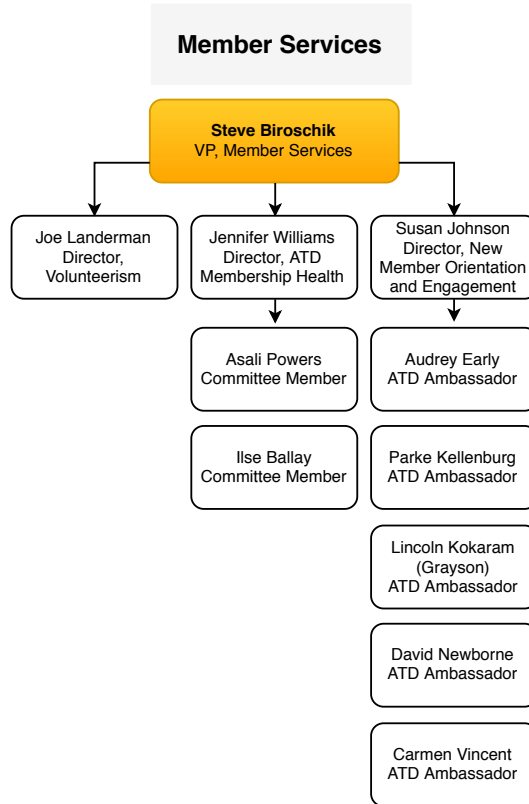 Member Services
Steve Biroschik
VP, Member Services
Joe Landerman
Director,
Volunteerism
Jennifer Williams
Director, ATD
Membership Health
Susan Johnson
Director, New
Member Orientation
and Engagement
Asali Powers
Committee Member
Audrey Early
ATD Ambassador
Ilse Ballay
Committee Member
Parke Kellenburg
ATD Ambassador
Lincoln Kokaram
(Grayson)
ATD Ambassador
David Newborne
ATD Ambassador
Carmen Vincent
ATD Ambassador